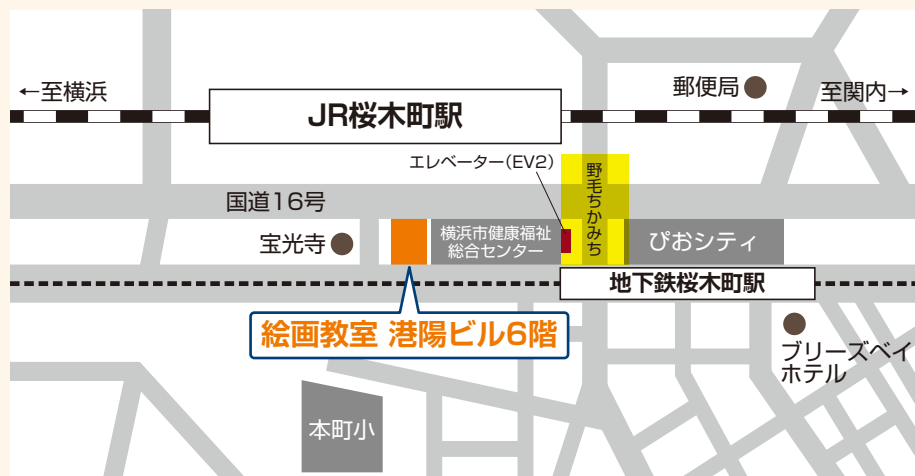 ←至横浜
JR桜木町駅
郵便局
至関内→
エレベーター(EV2)
野毛ちかみち
国道16号
宝光寺
横浜市健康福祉
総合センター
ぴおシティ
地下鉄桜木町駅
絵画教室 港陽ビル6階
ブリーズベイ
ホテル
本町小